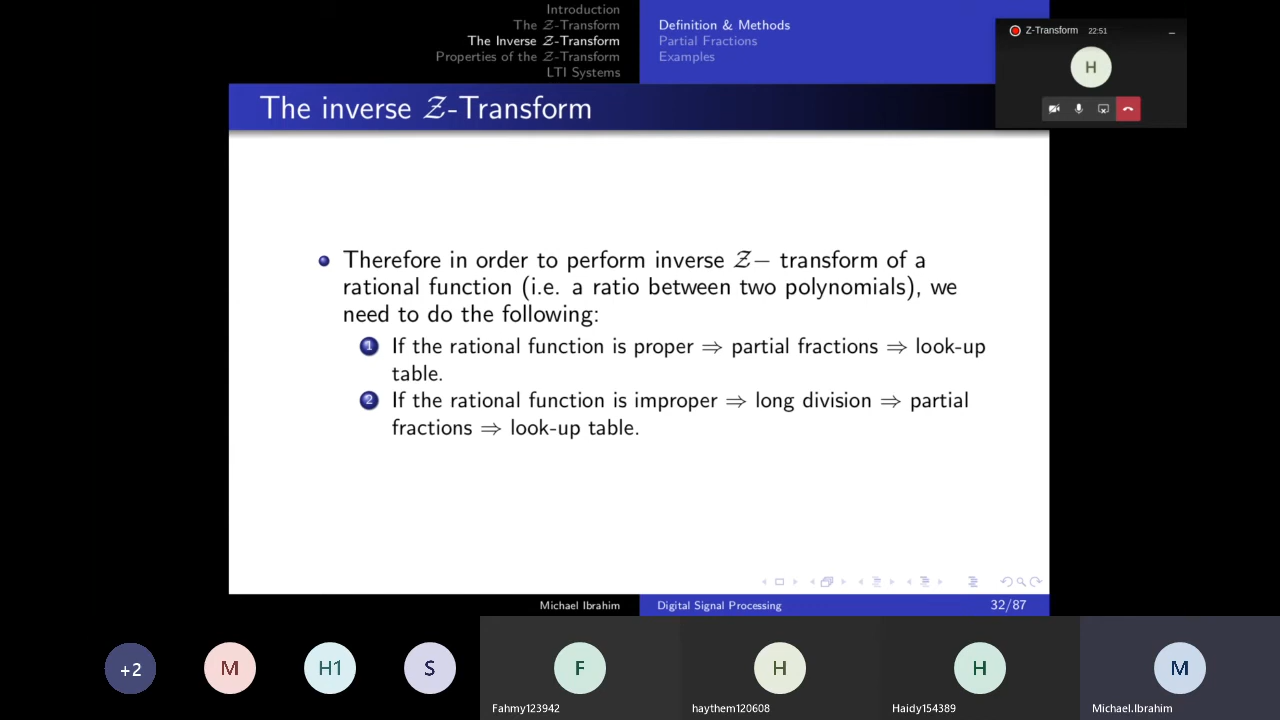 Introduction
The Z-Transform
The Inverse Z-Transform
Properties of the Z-Transform
LTI Systems
Definition & Methods
Partial Fractions
Examples
Z-Transform 22:51
H
The inverse Z-Transform
Therefore in order to perform inverse Z− transform of a
rational function (i.e. a ratio between two polynomials), we
need to do the following:
1 If the rational function is proper ⇒ partial fractions ⇒ look-up
table.
2 If the rational function is improper ⇒ long division ⇒ partial
fractions ⇒ look-up table.
Michael Ibrahim
Digital Signal Processing
32/87
+2
M
H1
S
F
H
H
M
Fahmy123942
haythem120608
Haidy154389
Michael.Ibrahim